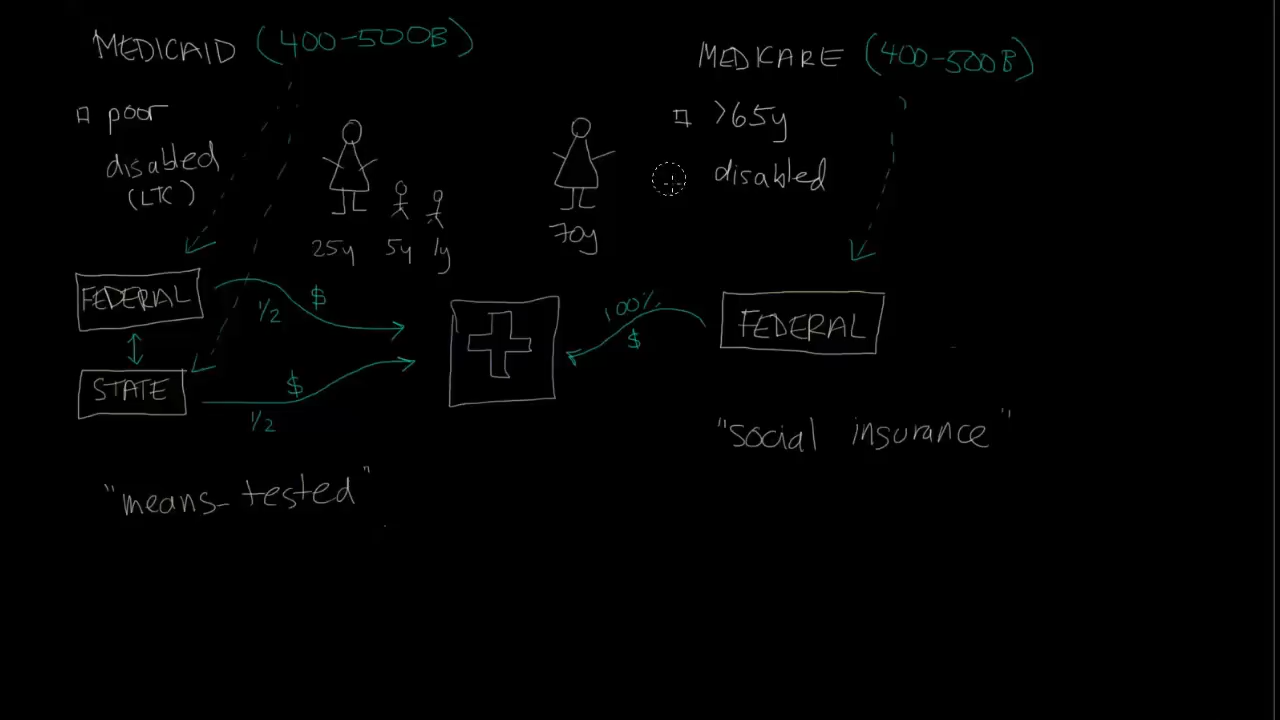 MEDICAID (400-500B)
poor
disabled
(LTC)
25y 5y 1y
FEDERAL
1/2 $
STATE
$
1/2
"means-tested"
70y
MEDICARE (400-500B)
>65y
disabled
100%
$
FEDERAL
"social insurance"